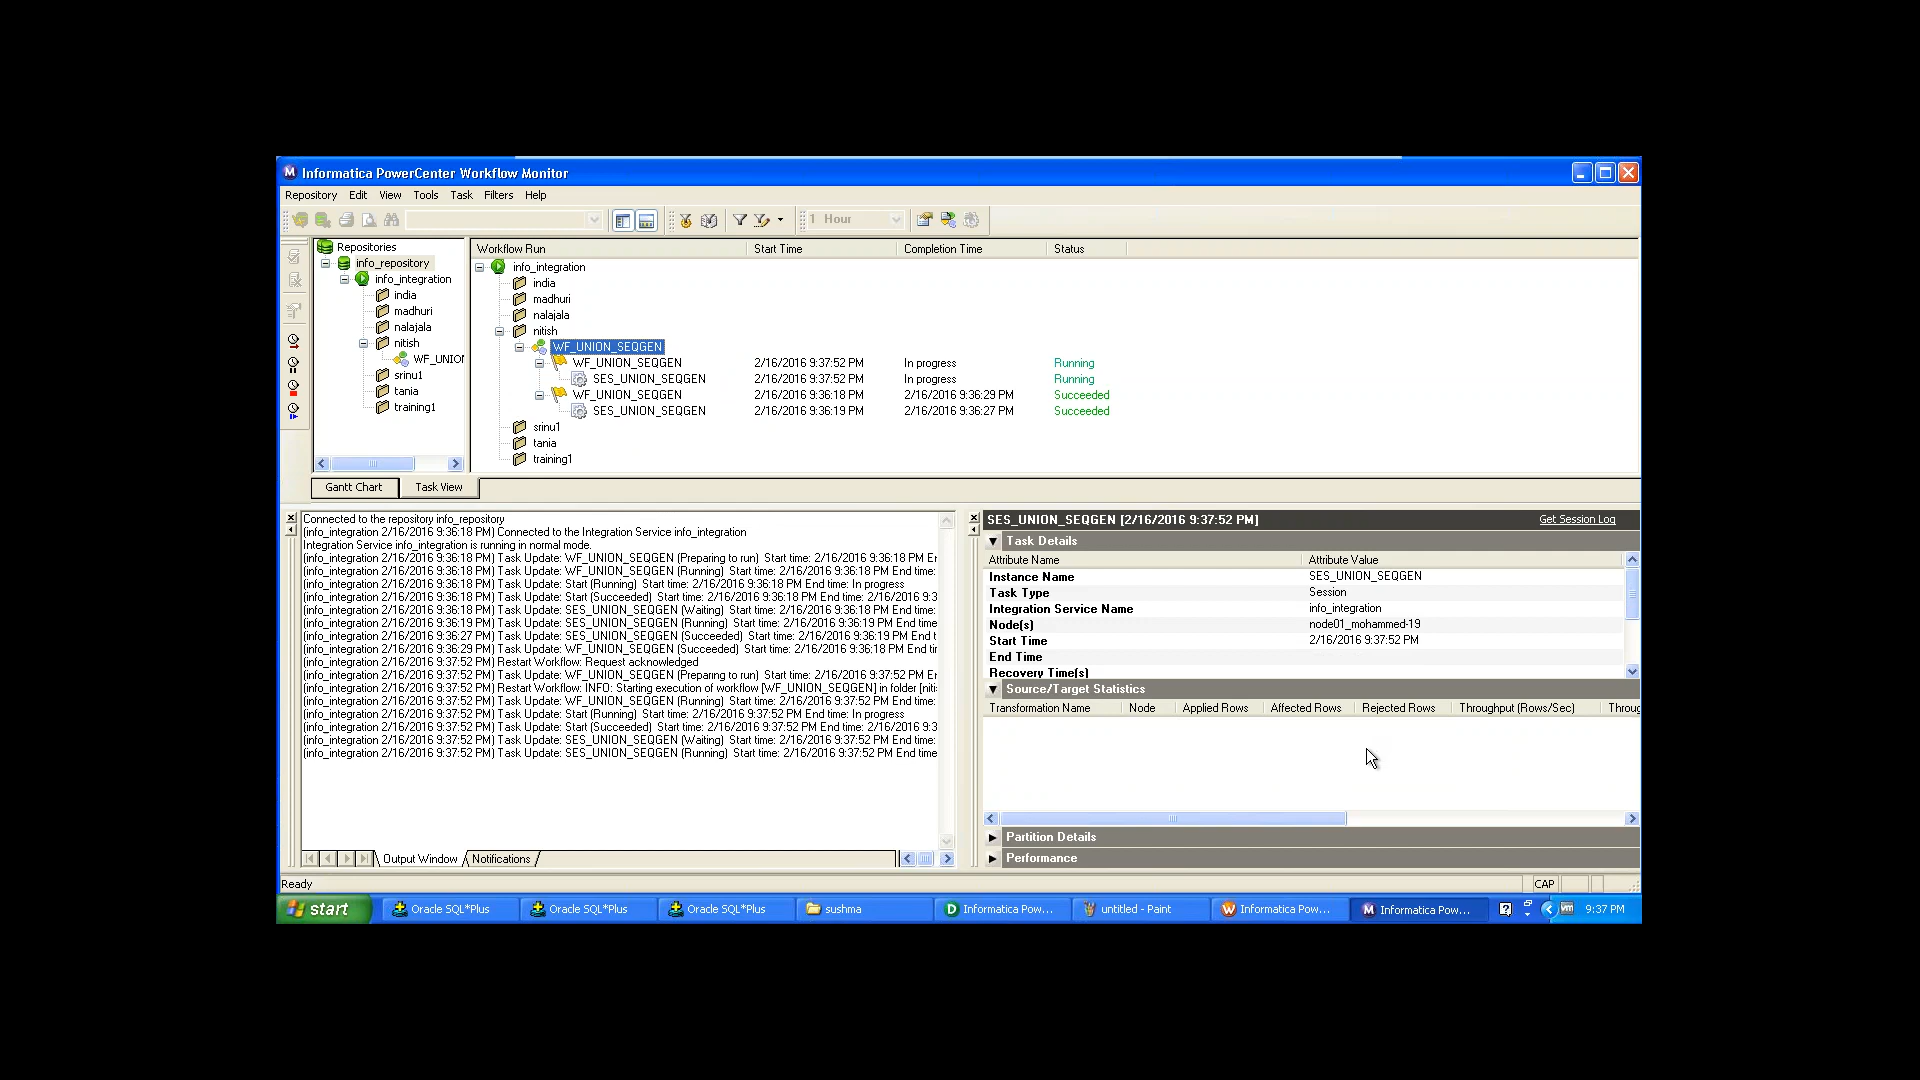 Informatica PowerCenter Workflow Monitor
Repository Edit View Tools Task Filters Help
1 Hour
Repositories
info_repository
info_integration
india
madhuri
nalajala
nitish
WF_UNION
srinu1
tania
training1
Workflow Run Start Time Completion Time Status
info_integration
india
madhuri
nalajala
nitish
WF_UNION_SEQGEN
WF_UNION_SEQGEN 2/16/2016 9:37:52 PM In progress Running
SES_UNION_SEQGEN 2/16/2016 9:37:52 PM In progress Running
WF_UNION_SEQGEN 2/16/2016 9:36:18 PM 2/16/2016 9:36:29 PM Succeeded
SES_UNION_SEQGEN 2/16/2016 9:36:19 PM 2/16/2016 9:36:27 PM Succeeded
srinu1
tania
training1
Gantt Chart Task View
Connected to the repository info_repository
(info_integration 2/16/2016 9:36:18 PM) Connected to the Integration Service info_integration
Integration Service info_integration is running in normal mode.
(info_integration 2/16/2016 9:36:18 PM) Task Update: WF_UNION_SEQGEN (Preparing to run) Start time: 2/16/2016 9:36:18 PM Er
(info_integration 2/16/2016 9:36:18 PM) Task Update: WF_UNION_SEQGEN (Running) Start time: 2/16/2016 9:36:18 PM End time:
(info_integration 2/16/2016 9:36:18 PM) Task Update: Start (Running) Start time: 2/16/2016 9:36:18 PM End time: In progress
(info_integration 2/16/2016 9:36:18 PM) Task Update: Start (Succeeded) Start time: 2/16/2016 9:36:18 PM End time: 2/16/2016 9:3
(info_integration 2/16/2016 9:36:18 PM) Task Update: SES_UNION_SEQGEN (Waiting) Start time: 2/16/2016 9:36:18 PM End time:
(info_integration 2/16/2016 9:36:19 PM) Task Update: SES_UNION_SEQGEN (Running) Start time: 2/16/2016 9:36:19 PM End time
(info_integration 2/16/2016 9:36:27 PM) Task Update: SES_UNION_SEQGEN (Succeeded) Start time: 2/16/2016 9:36:19 PM End t
(info_integration 2/16/2016 9:36:29 PM) Task Update: WF_UNION_SEQGEN (Succeeded) Start time: 2/16/2016 9:36:18 PM End tir
(info_integration 2/16/2016 9:37:52 PM) Restart Workflow: Request acknowledged
(info_integration 2/16/2016 9:37:52 PM) Task Update: WF_UNION_SEQGEN (Preparing to run) Start time: 2/16/2016 9:37:52 PM Er
(info_integration 2/16/2016 9:37:52 PM) Restart Workflow: INFO: Starting execution of workflow [WF_UNION_SEQGEN] in folder [niti
(info_integration 2/16/2016 9:37:52 PM) Task Update: WF_UNION_SEQGEN (Running) Start time: 2/16/2016 9:37:52 PM End time:
(info_integration 2/16/2016 9:37:52 PM) Task Update: Start (Running) Start time: 2/16/2016 9:37:52 PM End time: In progress
(info_integration 2/16/2016 9:37:52 PM) Task Update: Start (Succeeded) Start time: 2/16/2016 9:37:52 PM End time: 2/16/2016 9:3
(info_integration 2/16/2016 9:37:52 PM) Task Update: SES_UNION_SEQGEN (Waiting) Start time: 2/16/2016 9:37:52 PM End time:
(info_integration 2/16/2016 9:37:52 PM) Task Update: SES_UNION_SEQGEN (Running) Start time: 2/16/2016 9:37:52 PM End time
Output Window Notifications
SES_UNION_SEQGEN [2/16/2016 9:37:52 PM] Get Session Log
Task Details
Attribute Name Attribute Value
Instance Name SES_UNION_SEQGEN
Task Type Session
Integration Service Name info_integration
Node(s) node01_mohammed-19
Start Time 2/16/2016 9:37:52 PM
End Time
Recovery Time(s)
Source/Target Statistics
Transformation Name Node Applied Rows Affected Rows Rejected Rows Throughput (Rows/Sec) Throug
Partition Details
Performance
Ready CAP
start Oracle SQL*Plus Oracle SQL*Plus Oracle SQL*Plus sushma Informatica Pow... untitled - Paint Informatica Pow... Informatica Pow... 9:37 PM